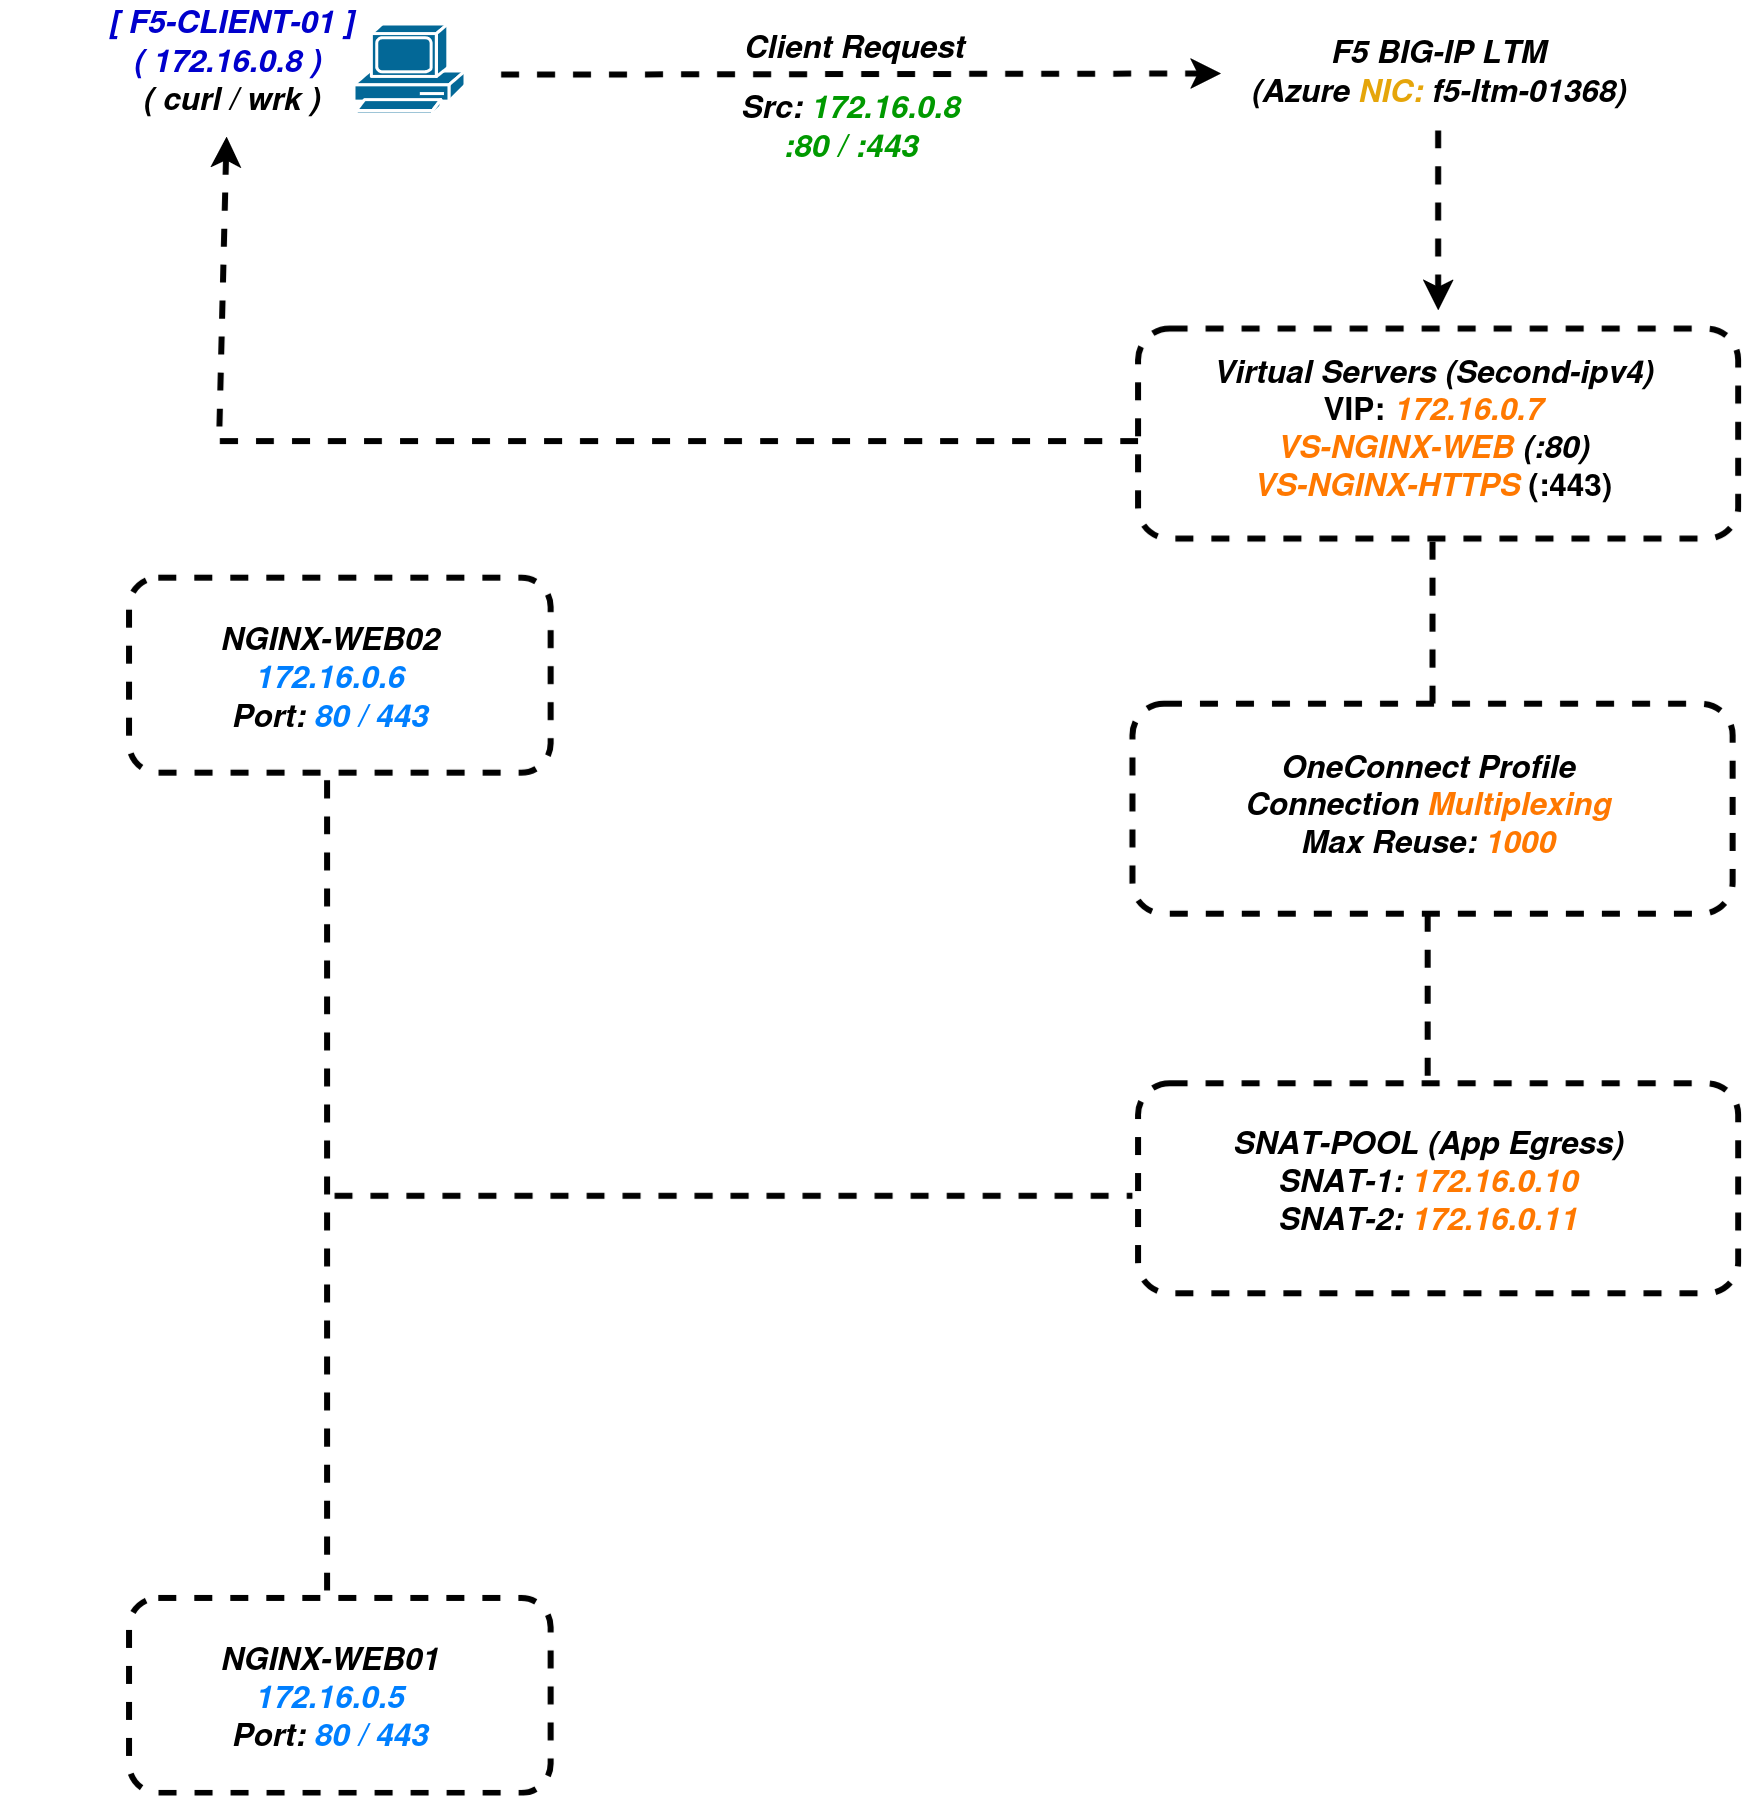 [ F5-CLIENT-01 ]
( 172.16.0.8 )
( curl / wrk )
Client Request
Src: 172.16.0.8
:80 / :443
F5 BIG-IP LTM
(Azure NIC: f5-ltm-01368)
Virtual Servers (Second-ipv4)
VIP: 172.16.0.7
VS-NGINX-WEB (:80)
VS-NGINX-HTTPS (:443)
NGINX-WEB02
172.16.0.6
Port: 80 / 443
OneConnect Profile
Connection Multiplexing
Max Reuse: 1000
SNAT-POOL (App Egress)
SNAT-1: 172.16.0.10
SNAT-2: 172.16.0.11
NGINX-WEB01
172.16.0.5
Port: 80 / 443